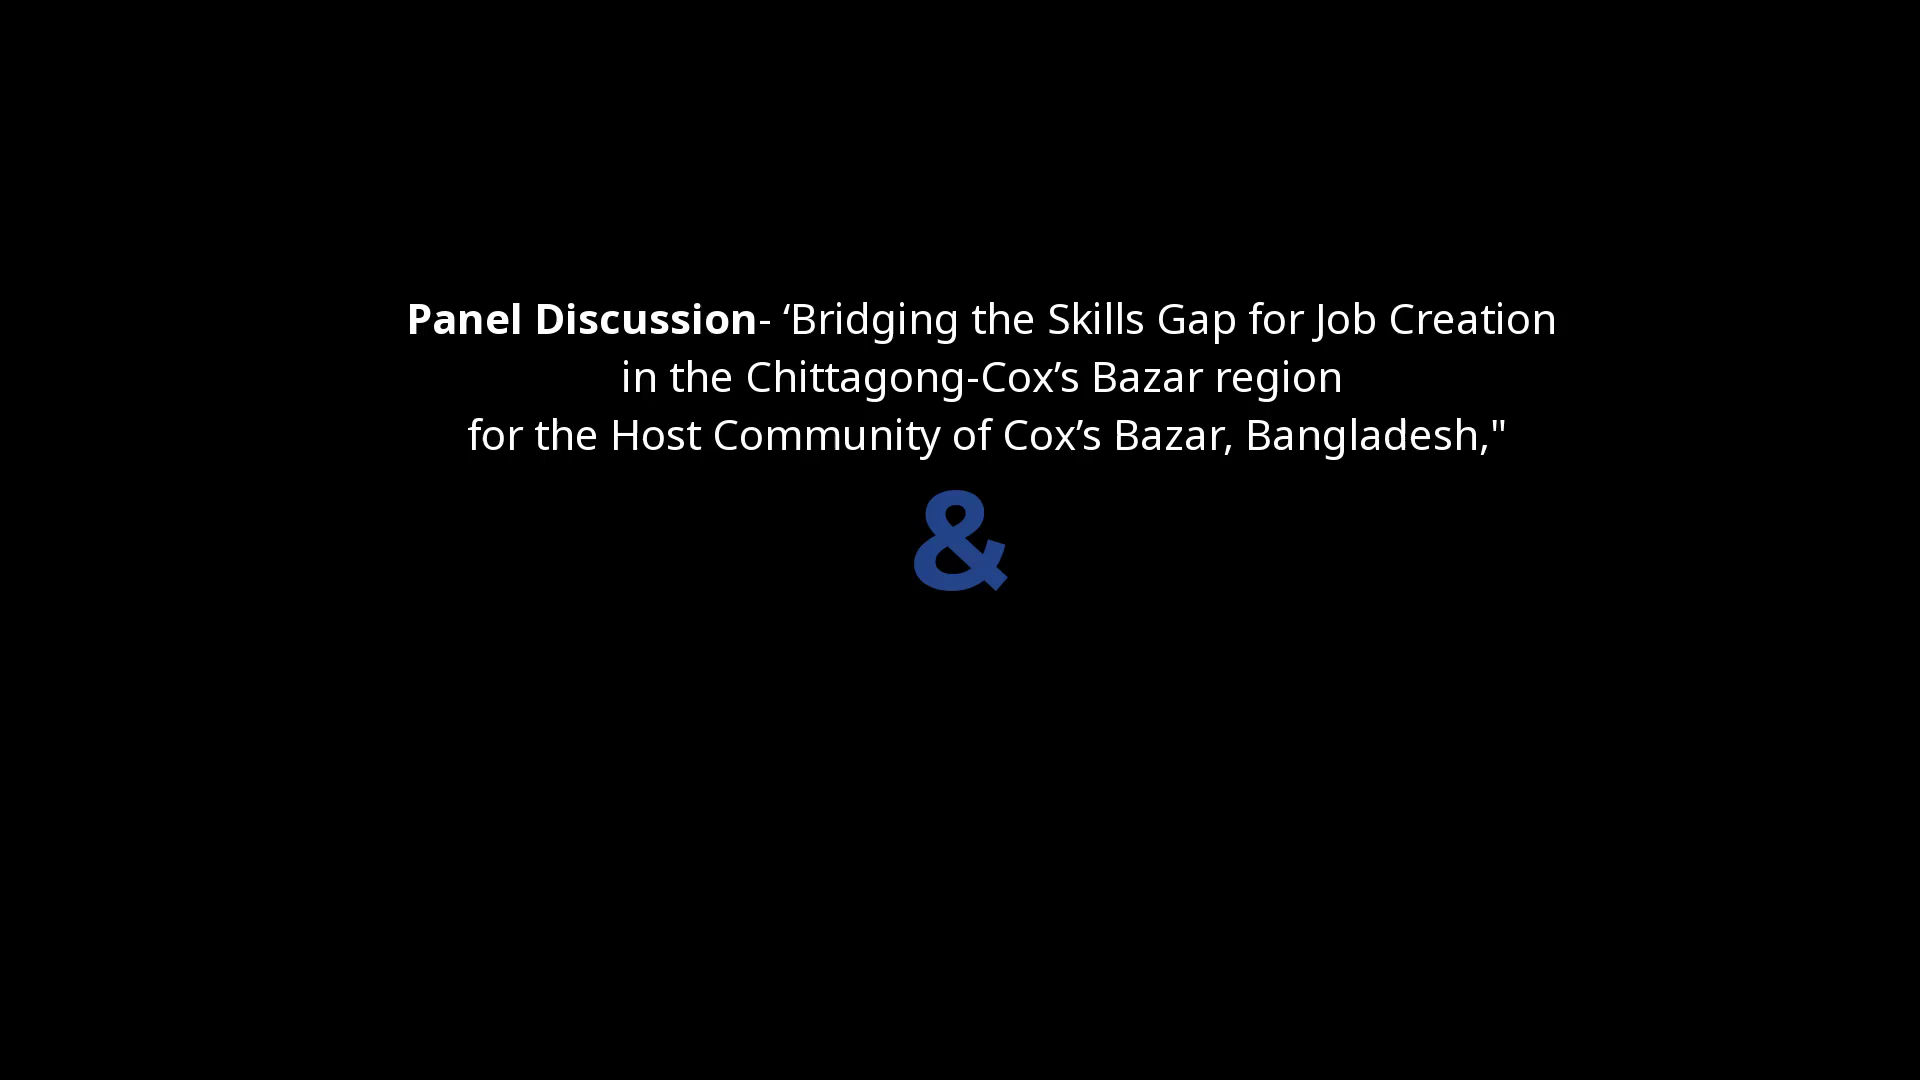 Panel Discussion- ‘Bridging the Skills Gap for Job Creation
in the Chittagong-Cox’s Bazar region
for the Host Community of Cox’s Bazar, Bangladesh,"
&